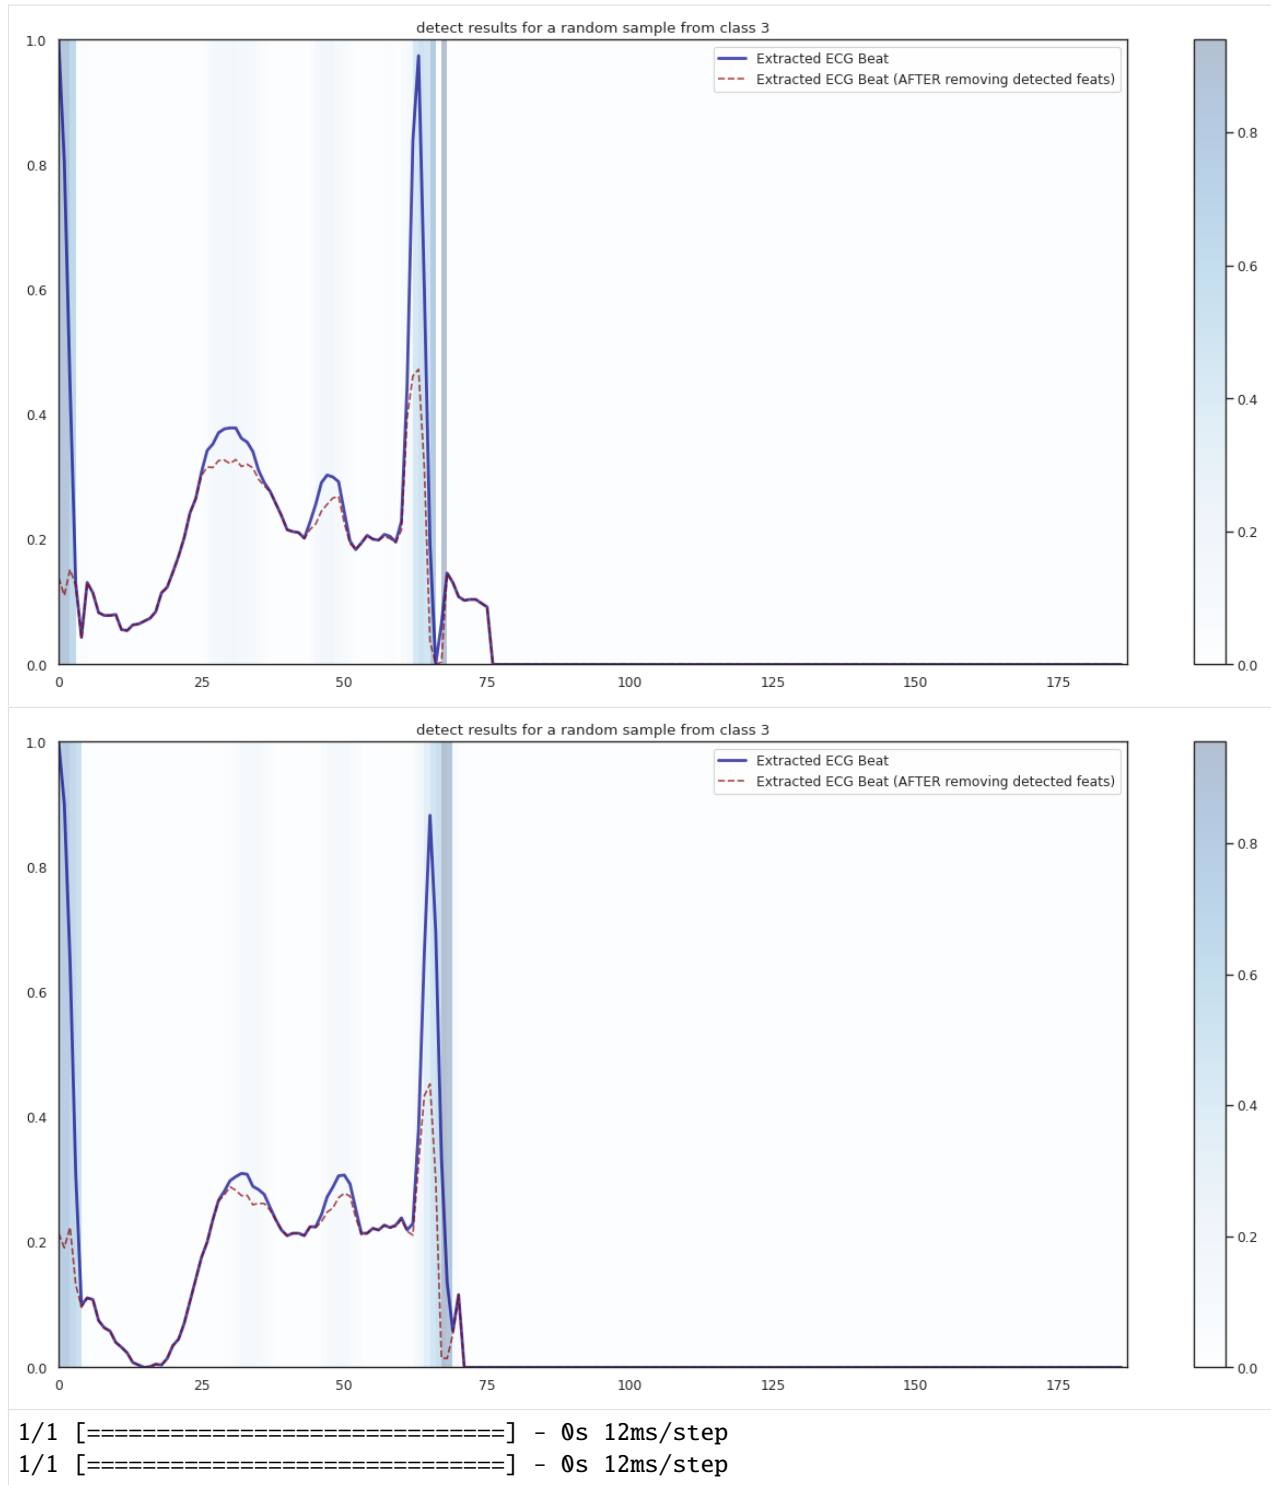 detect results for a random sample from class 3
1.0
0.8
0.6
0.4
0.2
0.0
Extracted ECG Beat
Extracted ECG Beat (AFTER removing detected feats)
0 25 50 75 100 125 150 175
0.8
0.6
0.4
0.2
0.0
detect results for a random sample from class 3
1.0
0.8
0.6
0.4
0.2
0.0
Extracted ECG Beat
Extracted ECG Beat (AFTER removing detected feats)
0 25 50 75 100 125 150 175
0.8
0.6
0.4
0.2
0.0
1/1 [==============================] - 0s 12ms/step
1/1 [==============================] - 0s 12ms/step